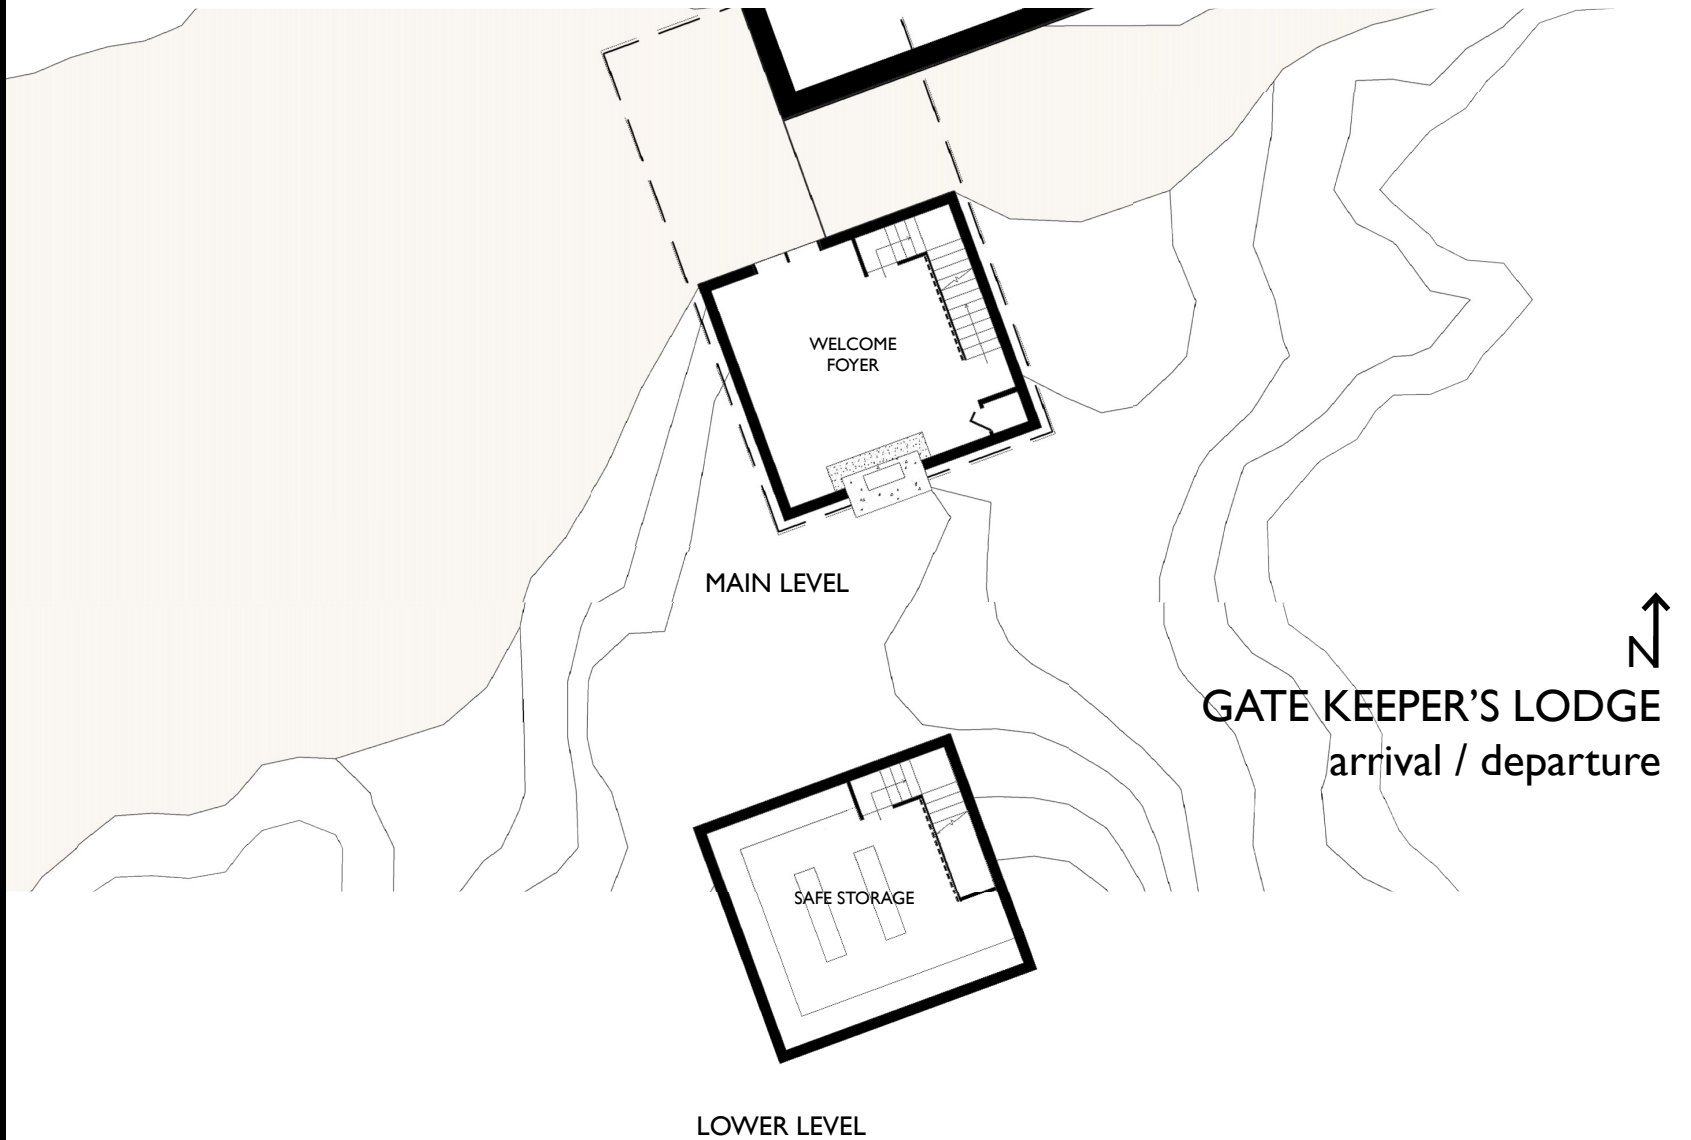 WELCOME
FOYER
MAIN LEVEL
N
GATE KEEPER’S LODGE
arrival / departure
SAFE STORAGE
LOWER LEVEL